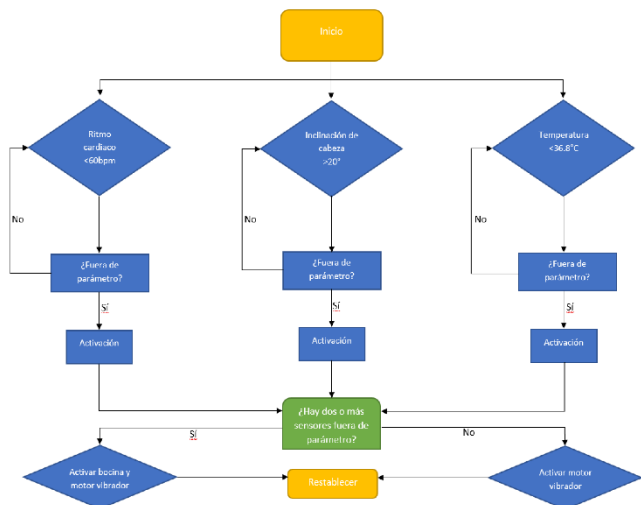 Inicio
Ritmo
cardiaco
<60bpm
Inclinación de
cabeza
>20°
Temperatura
<36.8°C
No
No
No
¿Fuera de
parámetro?
¿Fuera de
parámetro?
¿Fuera de
parámetro?
Sí
Sí
Sí
Activación
Activación
Activación
¿Hay dos o más
sensores fuera de
parámetro?
Sí
No
Activar bocina y
motor vibrador
Restablecer
Activar motor
vibrador